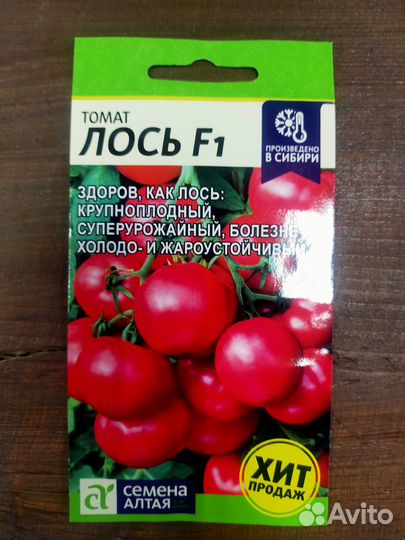 ТОМАТ
ЛОСЬ F1
ПРОИЗВЕДЕНО
В СИБИРИ
ЗДОРОВ, КАК ЛОСЬ:
КРУПНОПЛОДНЫЙ,
СУПЕРУРОЖАЙНЫЙ, БОЛЕЗНЕ
ХОЛОДО- И ЖАРОУСТОЙЧИВЫЙ
ХИТ
ПРОДАЖ
СЕМЕНА
АЛТАЯ
Avito